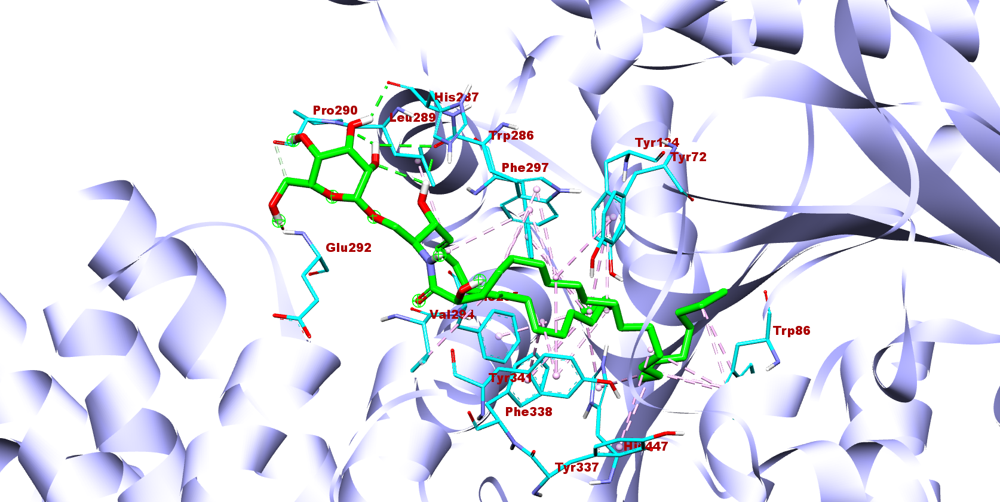 His287
Pro290
Leu289
Trp286
Tyr124
Tyr72
Phe297
Glu292
Val294
Trp86
Tyr341
Phe338
Tyr337